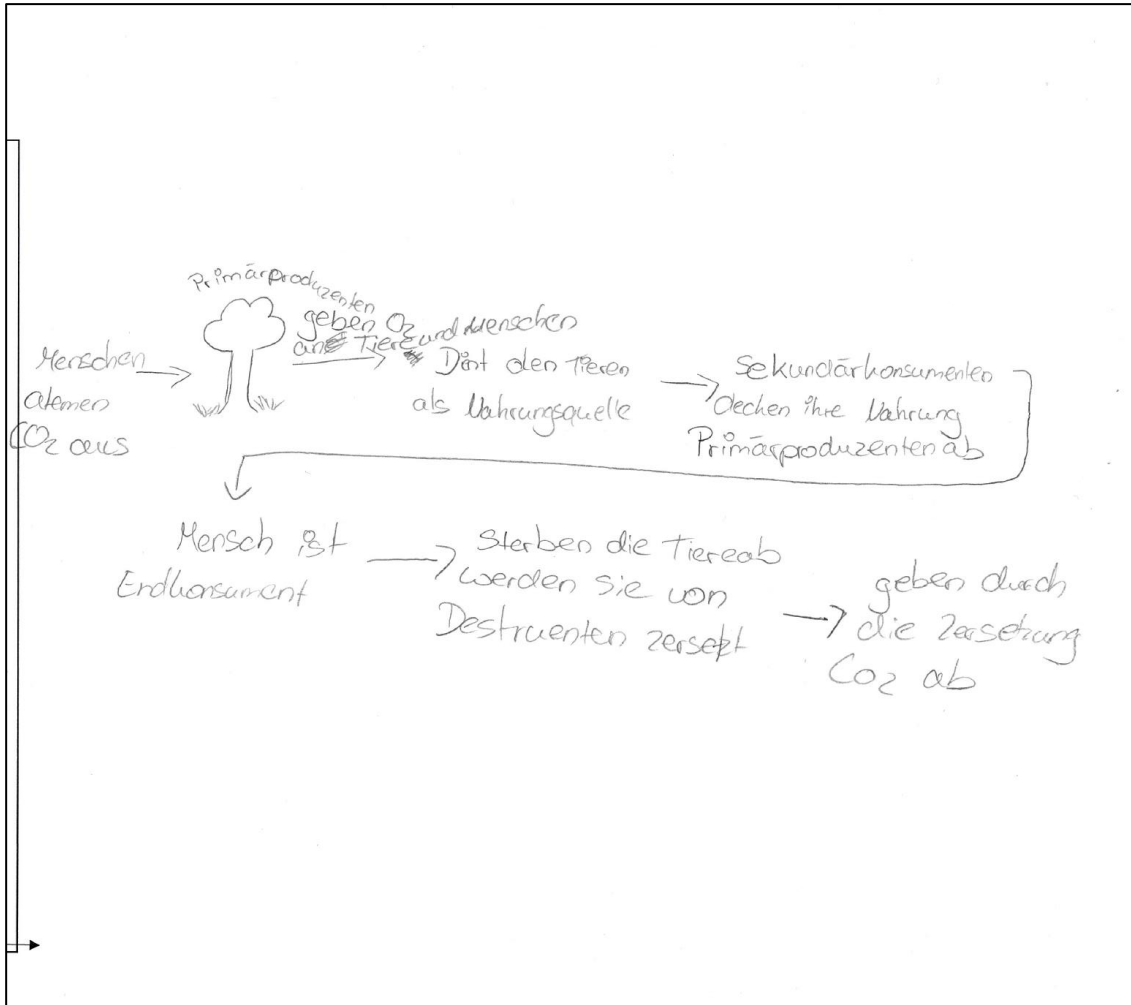 Primärproduzenten
geben O2
an Tiere und Menschen
Menschen
atmen
CO2 aus
Dint den Tieren
als Nahrungsquelle
Sekundärkonsumenten
decken ihre Nahrung
Primärproduzenten ab
Mensch ist
Endkonsument
Sterben die Tiere ab
werden sie von
Destruenten zersetzt
geben durch
die Zersetzung
CO2 ab